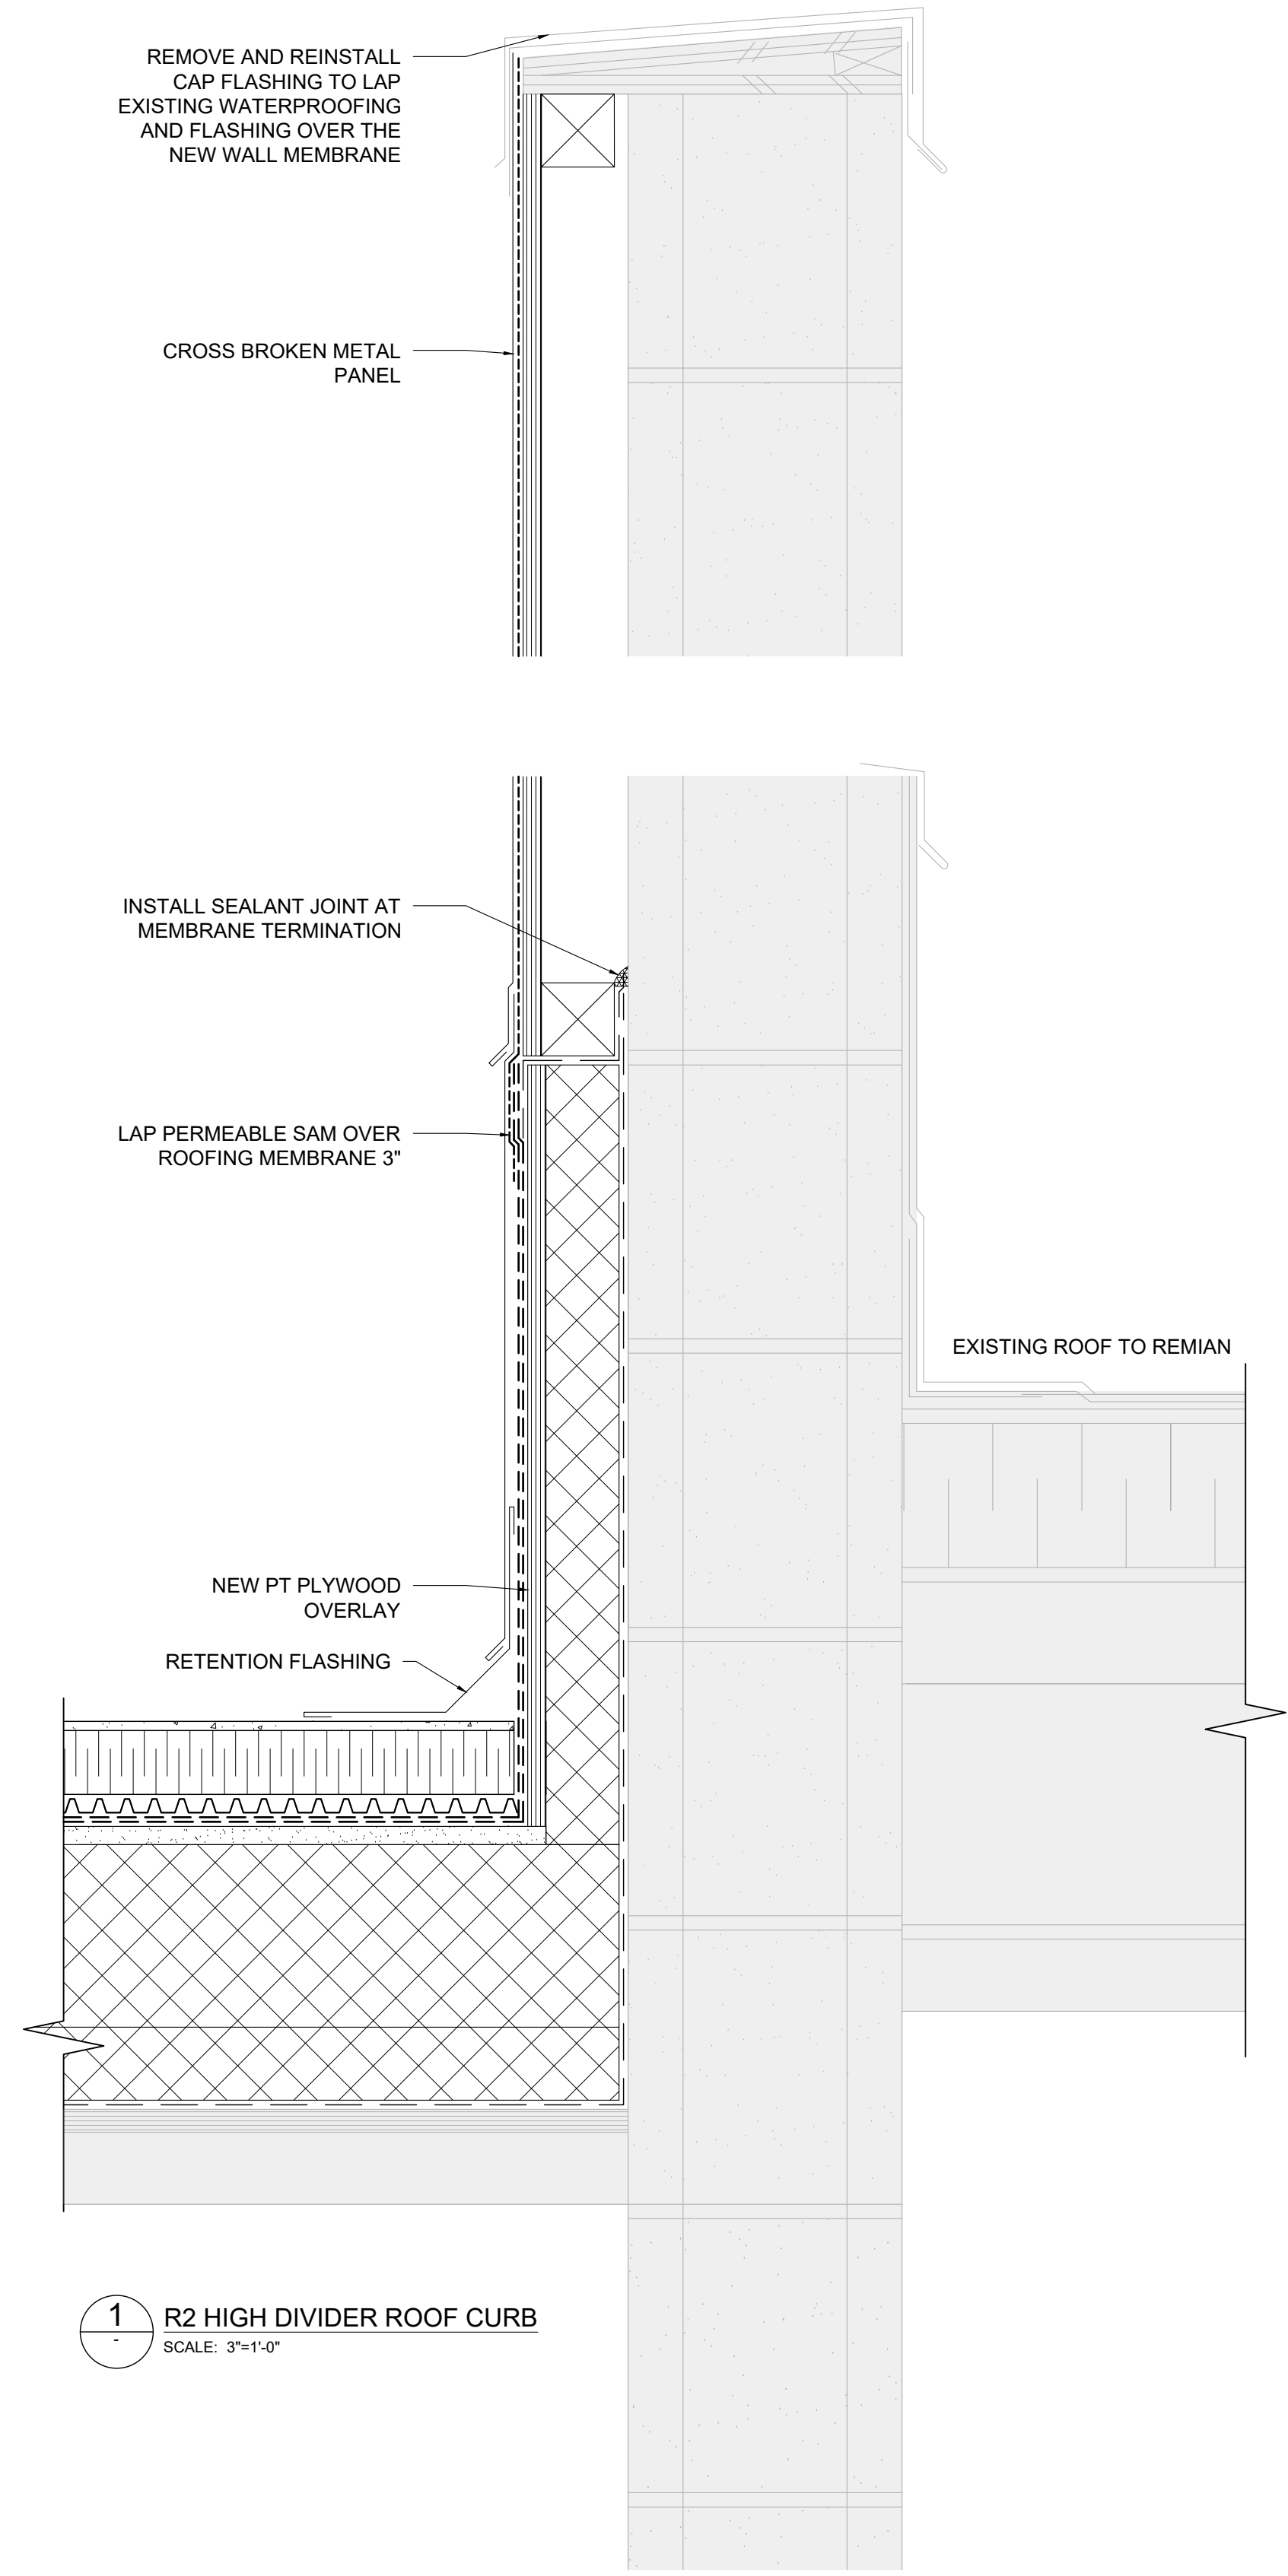 REMOVE AND REINSTALL
CAP FLASHING TO LAP
EXISTING WATERPROOFING
AND FLASHING OVER THE
NEW WALL MEMBRANE
CROSS BROKEN METAL
PANEL
INSTALL SEALANT JOINT AT
MEMBRANE TERMINATION
LAP PERMEABLE SAM OVER
ROOFING MEMBRANE 3"
EXISTING ROOF TO REMIAN
NEW PT PLYWOOD
OVERLAY
RETENTION FLASHING
1
-
R2 HIGH DIVIDER ROOF CURB
SCALE: 3"=1'-0"